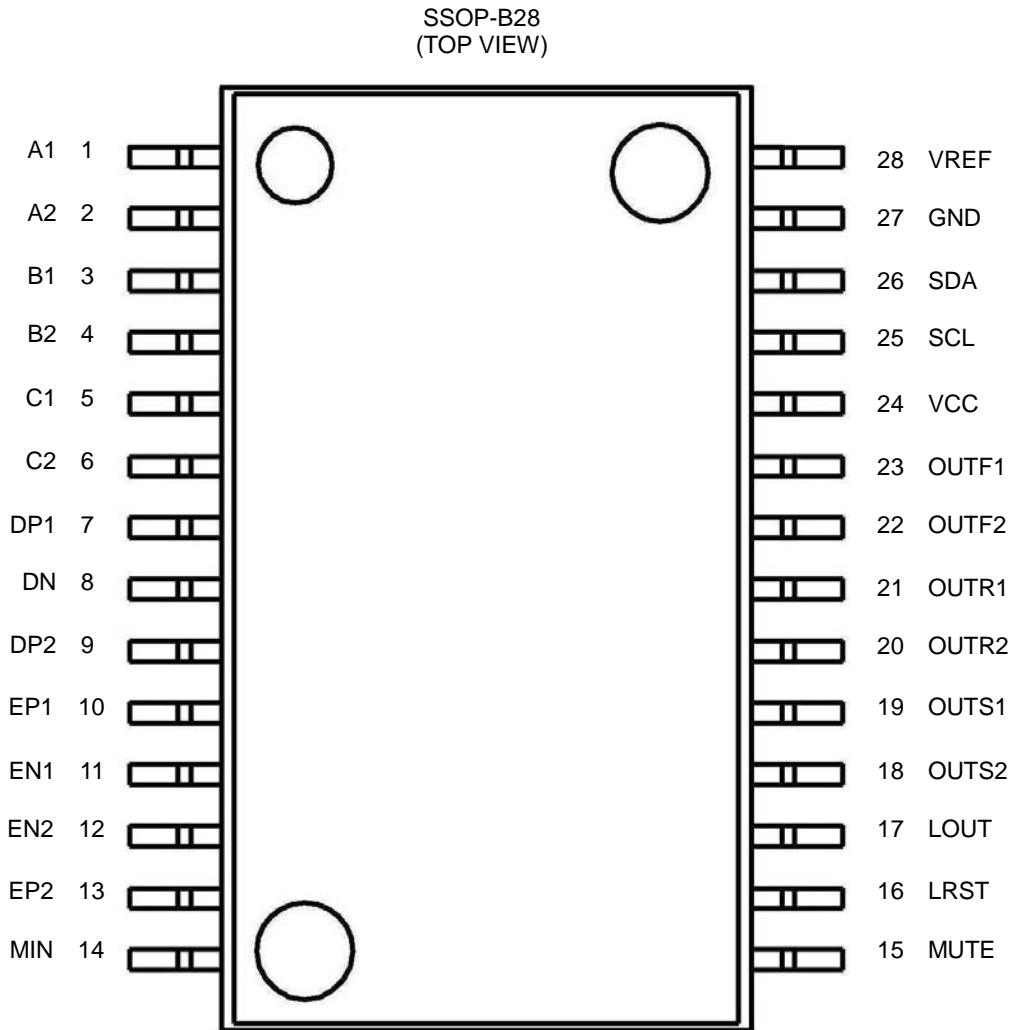 SSOP-B28
(TOP VIEW)
A1 1
28 VREF
A2 2
27 GND
B1 3
26 SDA
B2 4
25 SCL
C1 5
24 VCC
C2 6
23 OUTF1
DP1 7
22 OUTF2
DN 8
21 OUTR1
DP2 9
20 OUTR2
EP1 10
19 OUTS1
EN1 11
18 OUTS2
EN2 12
17 LOUT
EP2 13
16 LRST
MIN 14
15 MUTE